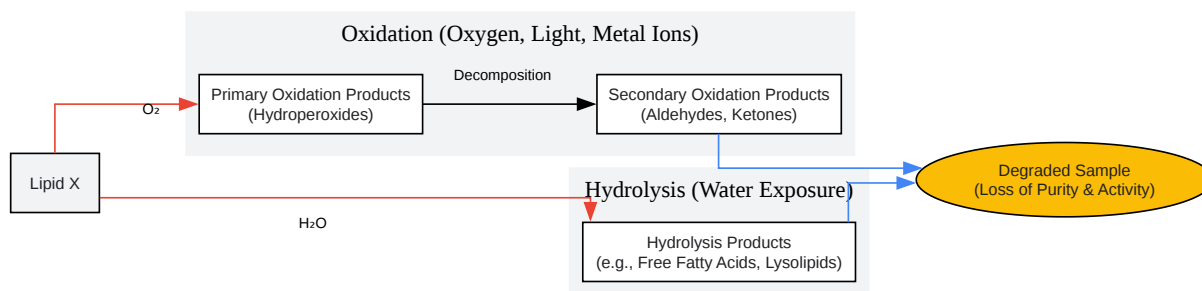 Oxidation (Oxygen, Light, Metal Ions)
Decomposition
Primary Oxidation Products
(Hydroperoxides)
Secondary Oxidation Products
(Aldehydes, Ketones)
O₂
Lipid X
Degraded Sample
(Loss of Purity & Activity)
Hydrolysis (Water Exposure)
H₂O
Hydrolysis Products
(e.g., Free Fatty Acids, Lysolipids)